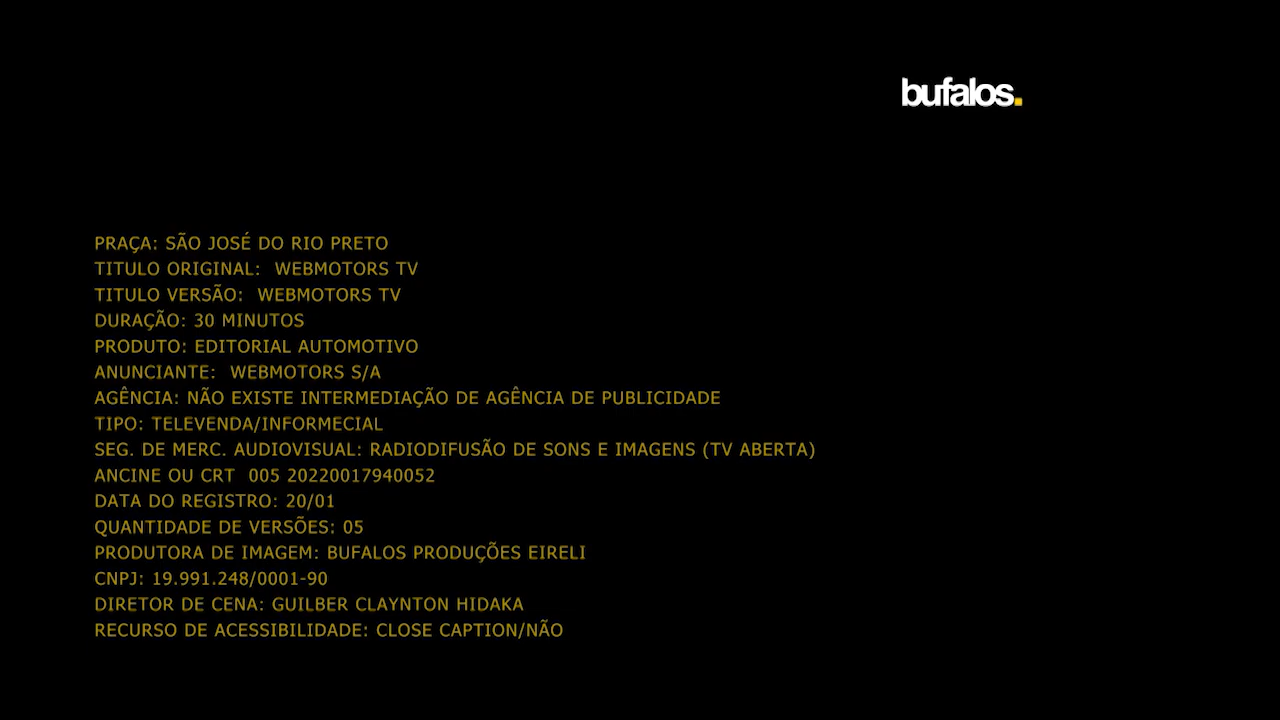 bufalos.
PRAÇA: SÃO JOSÉ DO RIO PRETO
TITULO ORIGINAL:  WEBMOTORS TV
TITULO VERSÃO:  WEBMOTORS TV
DURAÇÃO: 30 MINUTOS
PRODUTO: EDITORIAL AUTOMOTIVO
ANUNCIANTE:  WEBMOTORS S/A
AGÊNCIA: NÃO EXISTE INTERMEDIAÇÃO DE AGÊNCIA DE PUBLICIDADE
TIPO: TELEVENDA/INFORMECIAL
SEG. DE MERC. AUDIOVISUAL: RADIODIFUSÃO DE SONS E IMAGENS (TV ABERTA)
ANCINE OU CRT  005 20220017940052
DATA DO REGISTRO: 20/01
QUANTIDADE DE VERSÕES: 05
PRODUTORA DE IMAGEM: BUFALOS PRODUÇÕES EIRELI
CNPJ: 19.991.248/0001-90
DIRETOR DE CENA: GUILBER CLAYNTON HIDAKA
RECURSO DE ACESSIBILIDADE: CLOSE CAPTION/NÃO